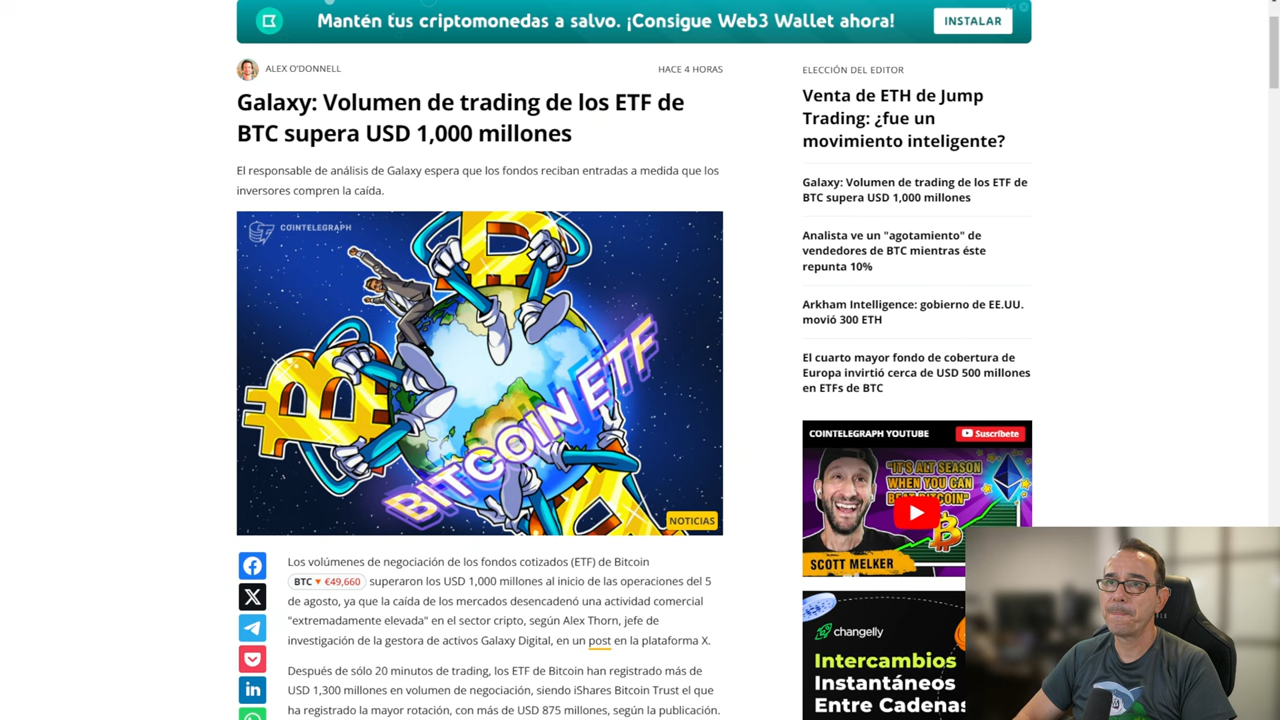 Mantén tus criptomonedas a salvo. ¡Consigue Web3 Wallet ahora!
INSTALAR
ALEX O'DONNELL
HACE 4 HORAS
Galaxy: Volumen de trading de los ETF de
BTC supera USD 1,000 millones
El responsable de análisis de Galaxy espera que los fondos reciban entradas a medida que los
inversores compren la caída.
COINTELEGRAPH
BITCOIN ETF
NOTICIAS
Los volúmenes de negociación de los fondos cotizados (ETF) de Bitcoin
BTC ▼ €49,660 superaron los USD 1,000 millones al inicio de las operaciones del 5
de agosto, ya que la caída de los mercados desencadenó una actividad comercial
"extremadamente elevada" en el sector cripto, según Alex Thorn, jefe de
investigación de la gestora de activos Galaxy Digital, en un post en la plataforma X.
Después de sólo 20 minutos de trading, los ETF de Bitcoin han registrado más de
USD 1,300 millones en volumen de negociación, siendo iShares Bitcoin Trust el que
ha registrado la mayor rotación, con más de USD 875 millones, según la publicación.
ELECCIÓN DEL EDITOR
Venta de ETH de Jump
Trading: ¿fue un
movimiento inteligente?
Galaxy: Volumen de trading de los ETF de
BTC supera USD 1,000 millones
Analista ve un "agotamiento" de
vendedores de BTC mientras éste
repunta 10%
Arkham Intelligence: gobierno de EE.UU.
movió 300 ETH
El cuarto mayor fondo de cobertura de
Europa invirtió cerca de USD 500 millones
en ETFs de BTC
COINTELEGRAPH YOUTUBE
Suscríbete
"IT'S ALT SEASON
WHEN YOU CAN
BEAT BITCOIN"
SCOTT MELKER
changelly
Intercambios
Instantáneos
Entre Cadenas